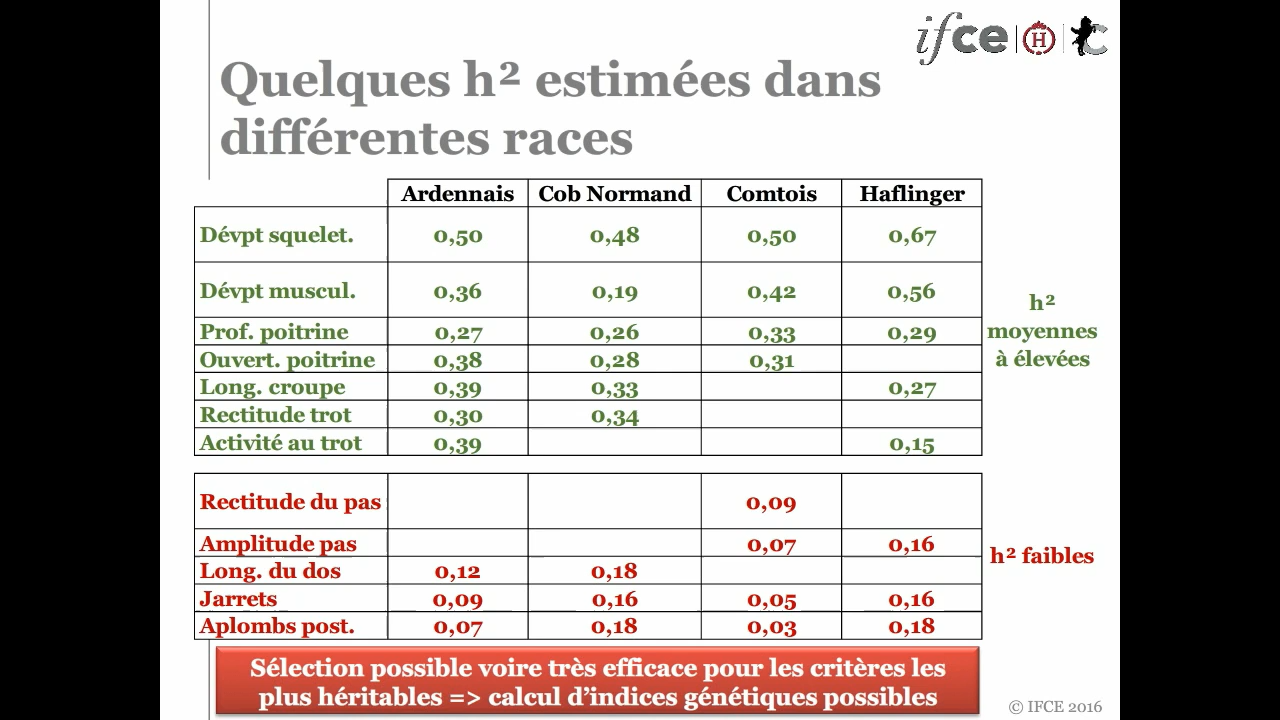 ifce H C
Quelques h² estimées dans
différentes races
Ardennais Cob Normand Comtois Haflinger
Dévpt squelet. 0,50 0,48 0,50 0,67
Dévpt muscul. 0,36 0,19 0,42 0,56
Prof. poitrine 0,27 0,26 0,33 0,29
Ouvert. poitrine 0,38 0,28 0,31
Long. croupe 0,39 0,33 0,27
Rectitude trot 0,30 0,34
Activité au trot 0,39 0,15
h²
moyennes
à élevées
Rectitude du pas 0,09
Amplitude pas 0,07 0,16
Long. du dos 0,12 0,18
Jarrets 0,09 0,16 0,05 0,16
Aplombs post. 0,07 0,18 0,03 0,18
h² faibles
Sélection possible voire très efficace pour les critères les
plus héritables => calcul d'indices génétiques possibles
© IFCE 2016